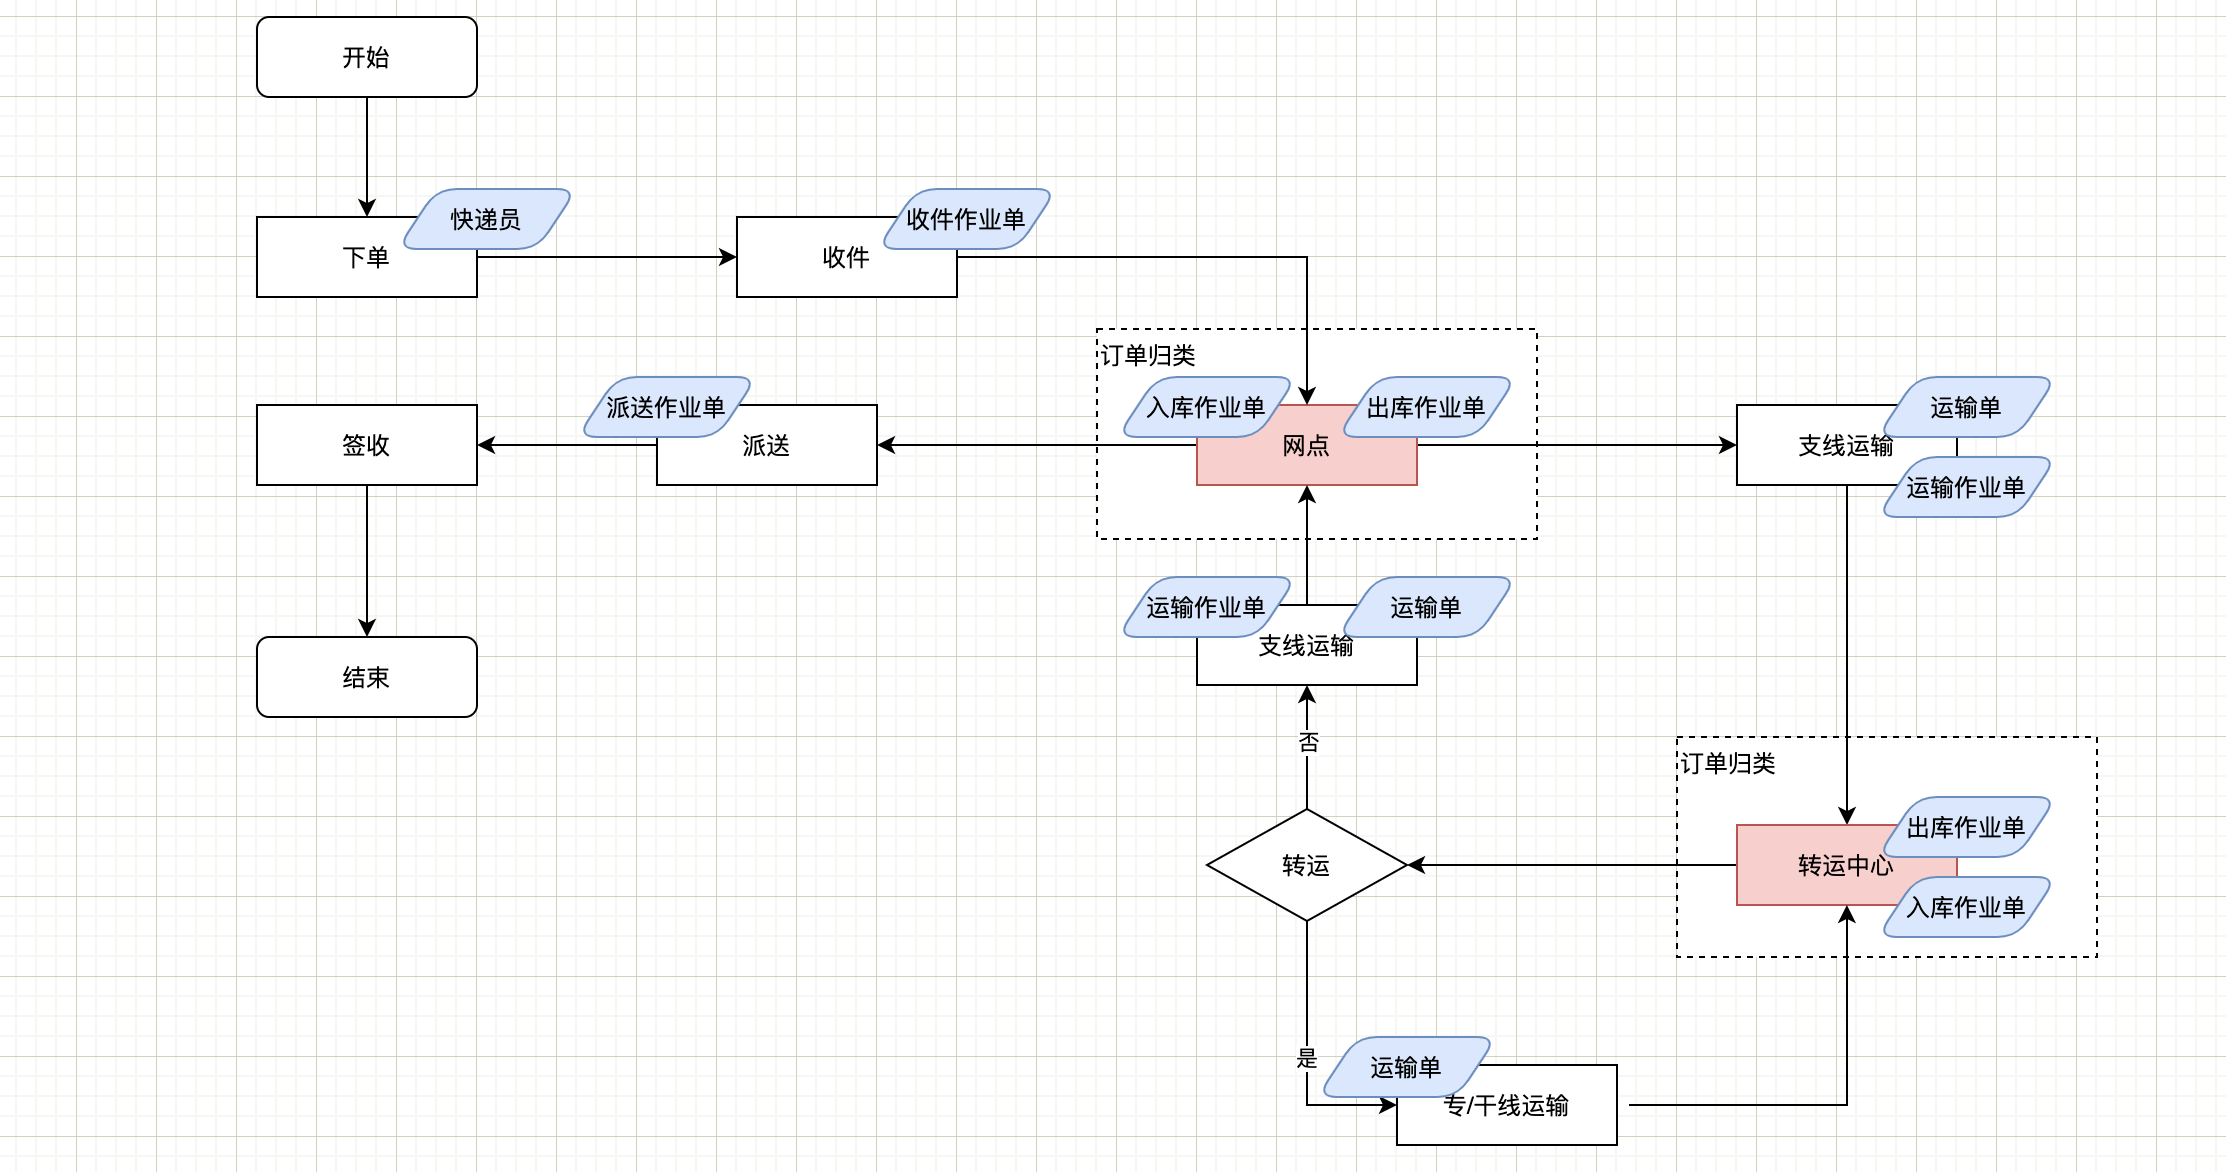 开始
快递员
下单
收件作业单
收件
订单归类
派送作业单
入库作业单
出库作业单
运输单
签收
派送
网点
支线运输
运输作业单
运输作业单
运输单
支线运输
结束
否
订单归类
出库作业单
转运
转运中心
入库作业单
是
运输单
专/干线运输